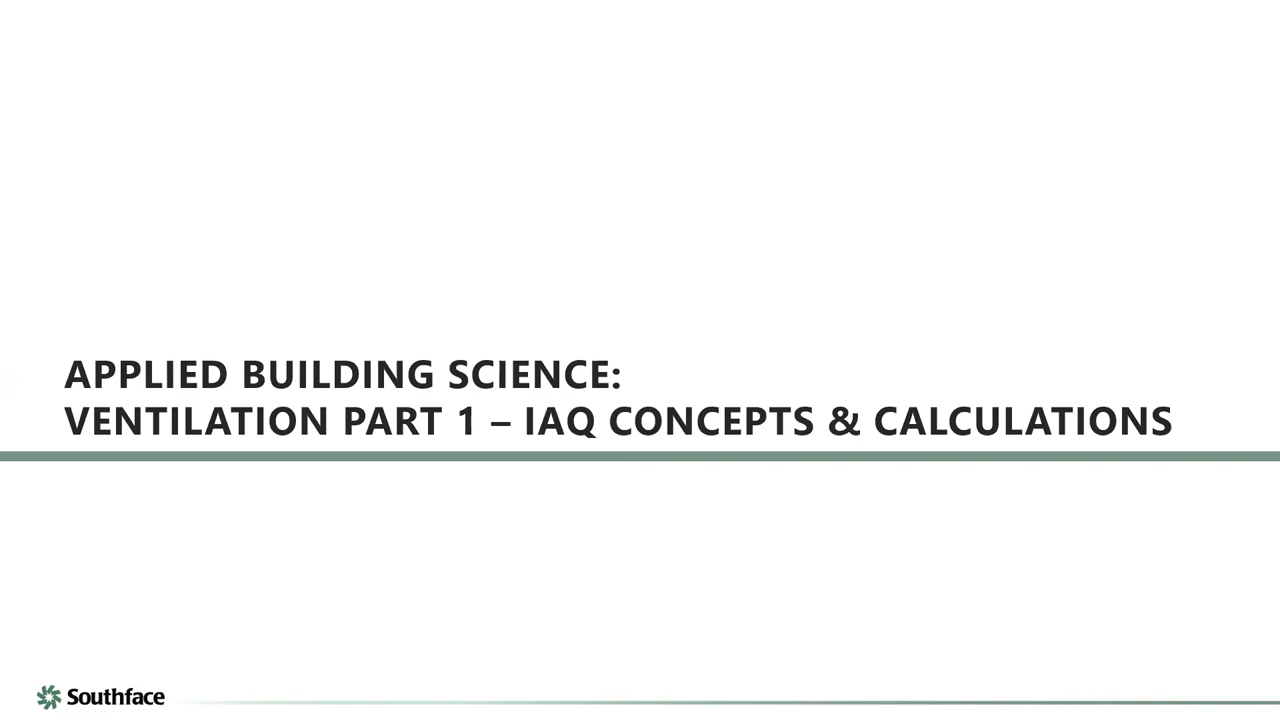 APPLIED BUILDING SCIENCE:
VENTILATION PART 1 – IAQ CONCEPTS & CALCULATIONS
Southface